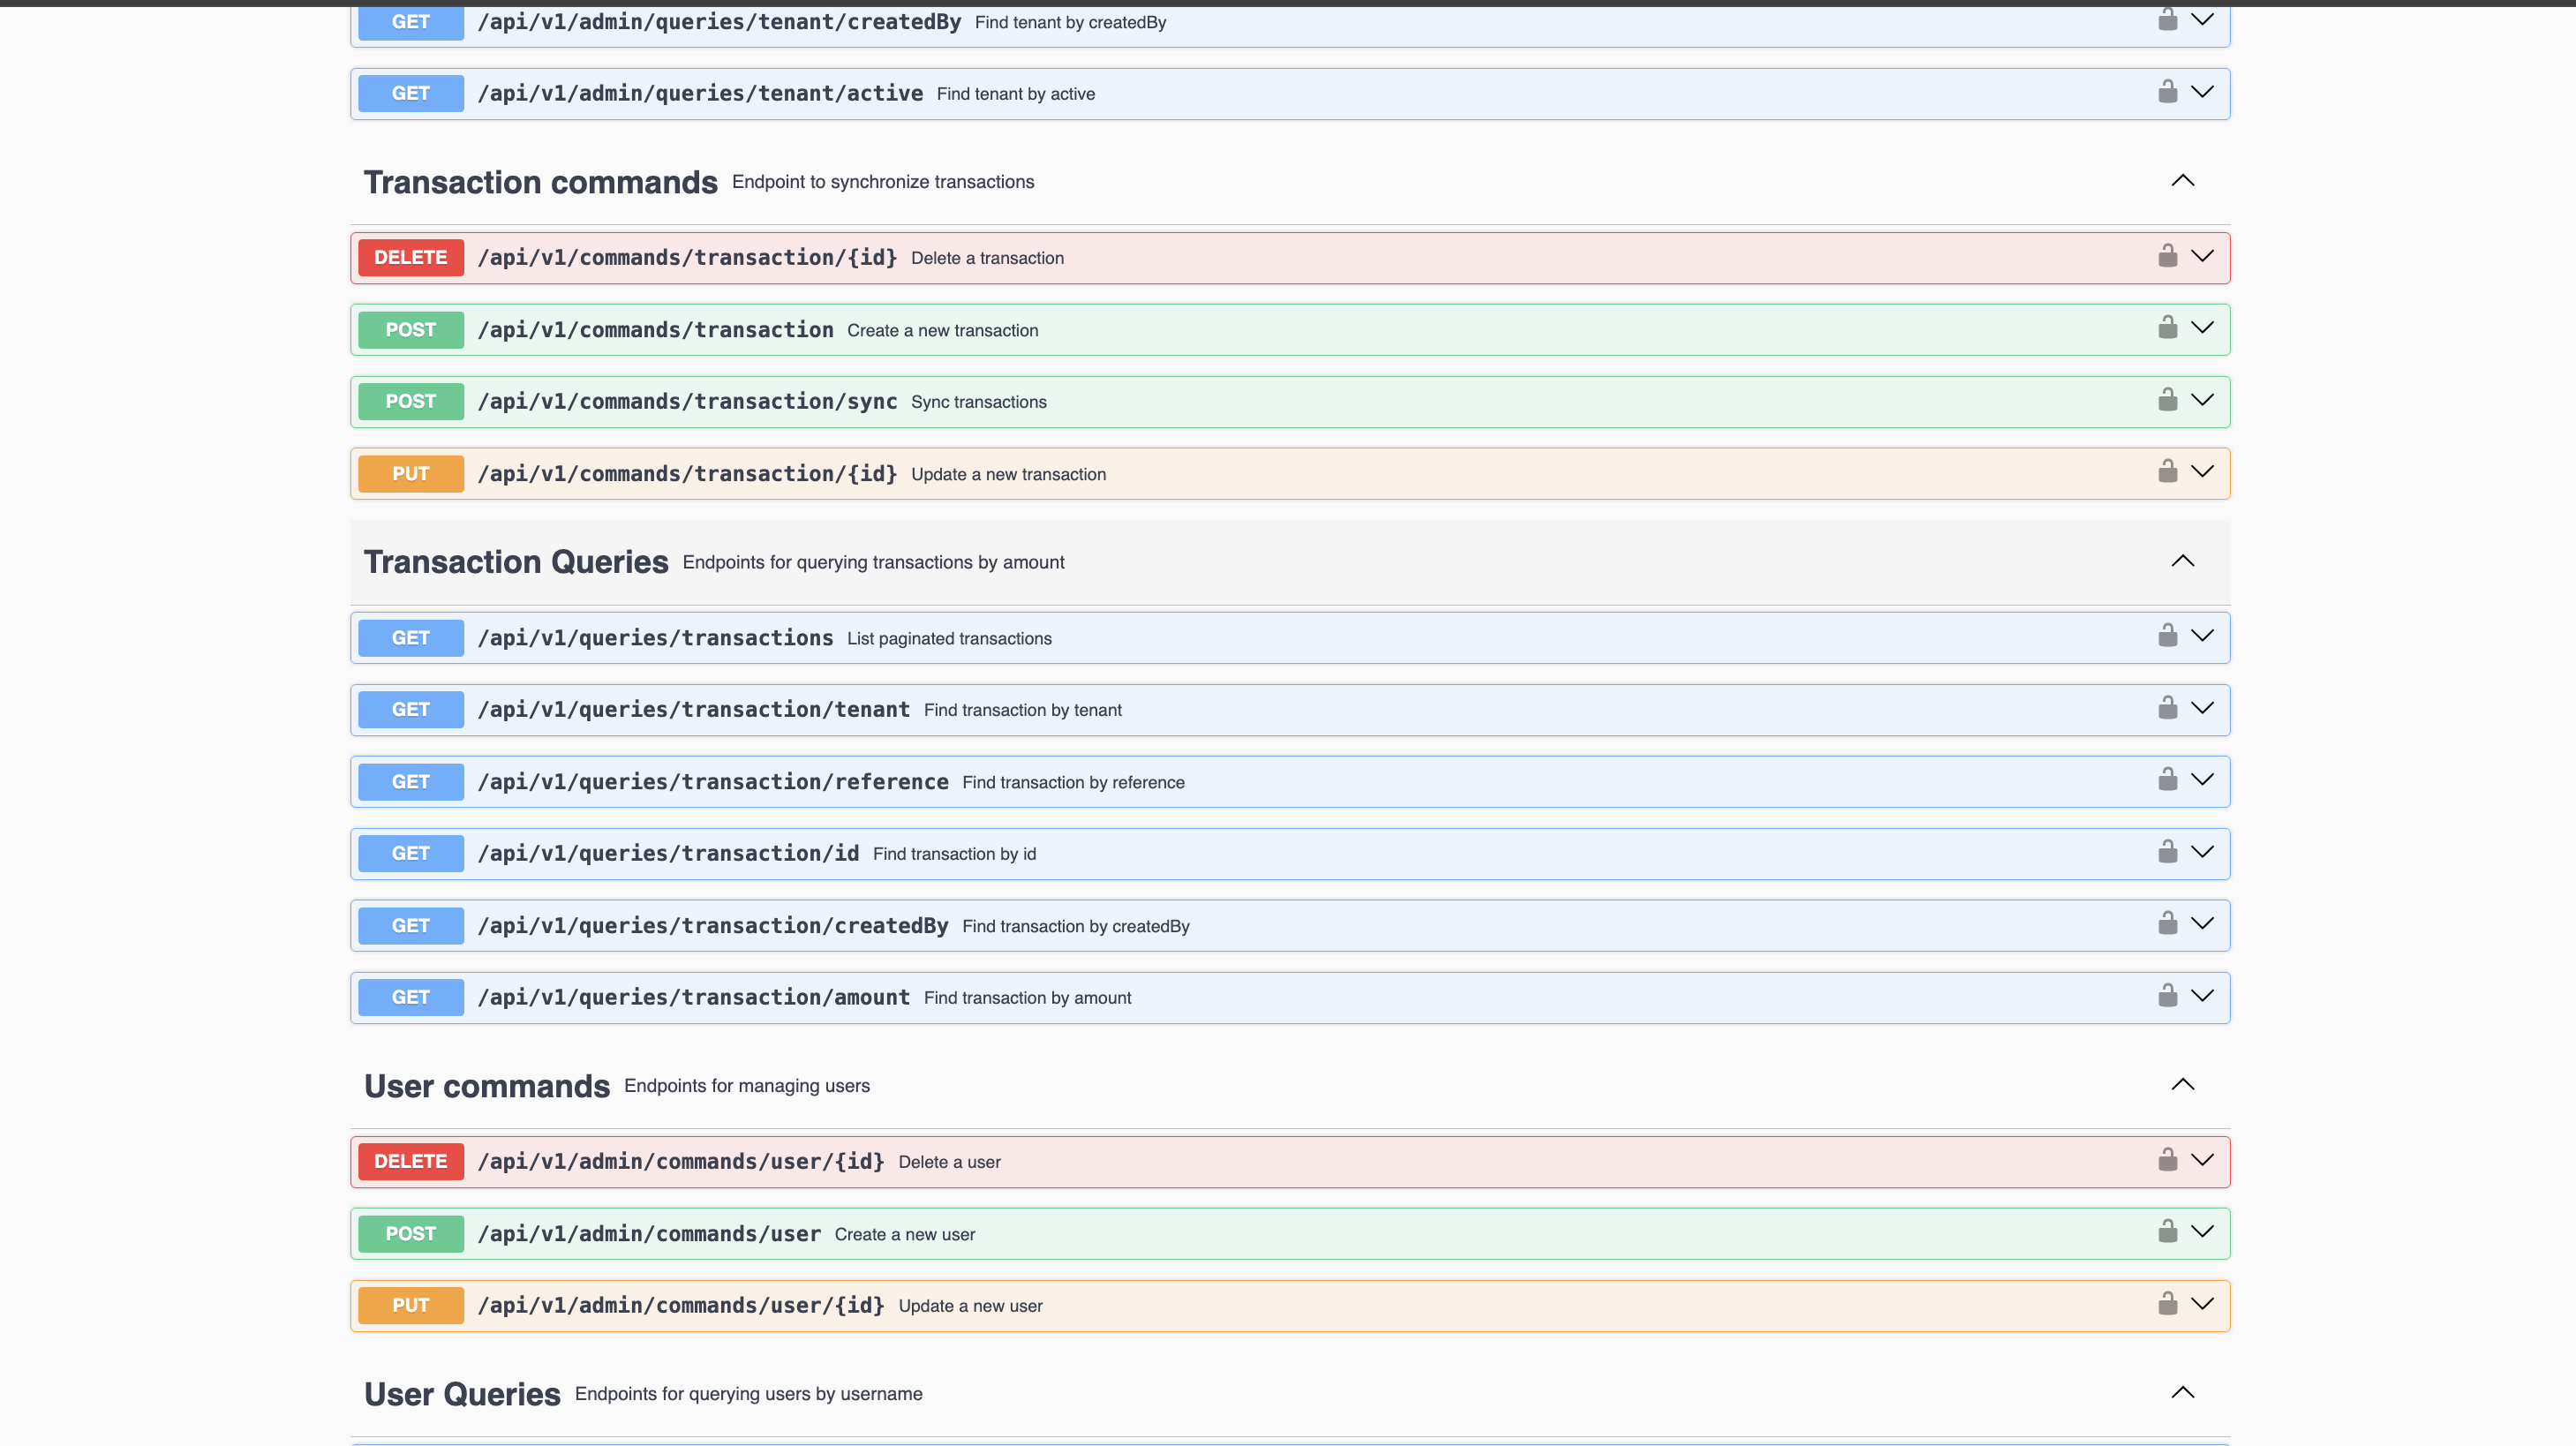 GET /api/v1/admin/queries/tenant/createdBy Find tenant by createdBy
GET /api/v1/admin/queries/tenant/active Find tenant by active
Transaction commands Endpoint to synchronize transactions
DELETE /api/v1/commands/transaction/{id} Delete a transaction
POST /api/v1/commands/transaction Create a new transaction
POST /api/v1/commands/transaction/sync Sync transactions
PUT /api/v1/commands/transaction/{id} Update a new transaction
Transaction Queries Endpoints for querying transactions by amount
GET /api/v1/queries/transactions List paginated transactions
GET /api/v1/queries/transaction/tenant Find transaction by tenant
GET /api/v1/queries/transaction/reference Find transaction by reference
GET /api/v1/queries/transaction/id Find transaction by id
GET /api/v1/queries/transaction/createdBy Find transaction by createdBy
GET /api/v1/queries/transaction/amount Find transaction by amount
User commands Endpoints for managing users
DELETE /api/v1/admin/commands/user/{id} Delete a user
POST /api/v1/admin/commands/user Create a new user
PUT /api/v1/admin/commands/user/{id} Update a new user
User Queries Endpoints for querying users by username